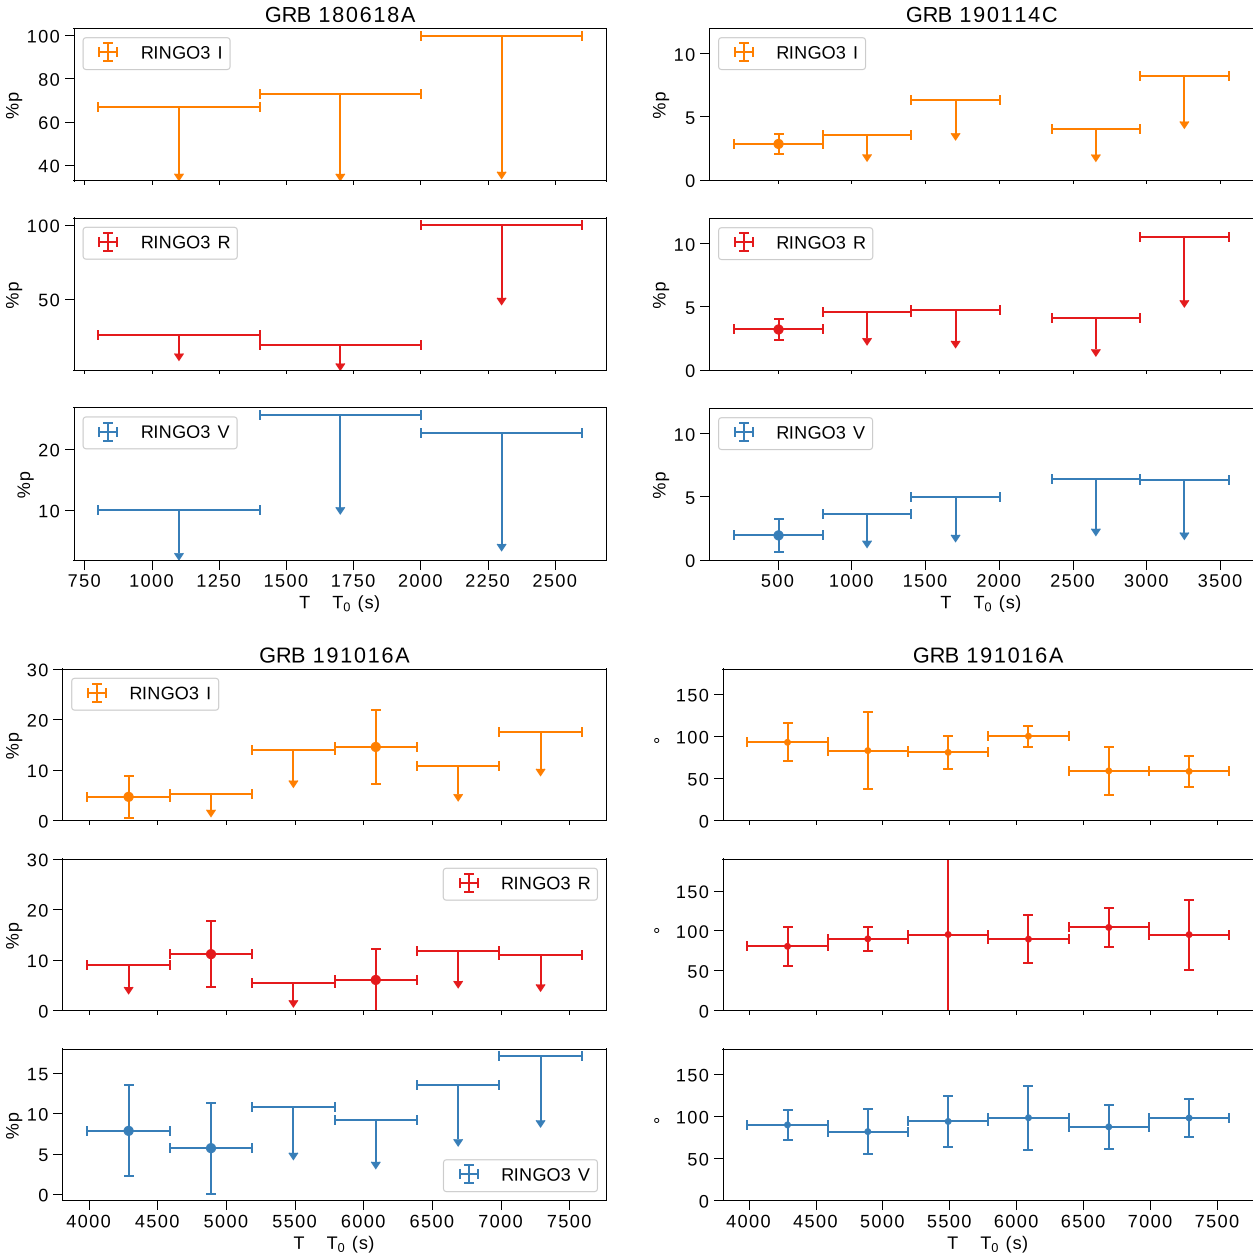 GRB 180618A
100
80
60
40
%p
RINGO3 I
100
50
%p
RINGO3 R
20
10
%p
RINGO3 V
750 1000 1250 1500 1750 2000 2250 2500
T T0 (s)
GRB 190114C
10
5
0
%p
RINGO3 I
10
5
0
%p
RINGO3 R
10
5
0
%p
RINGO3 V
500 1000 1500 2000 2500 3000 3500
T T0 (s)
GRB 191016A
30
20
10
0
%p
RINGO3 I
30
20
10
0
%p
RINGO3 R
15
10
5
0
%p
RINGO3 V
4000 4500 5000 5500 6000 6500 7000 7500
T T0 (s)
GRB 191016A
150
100
50
0
°
150
100
50
0
°
150
100
50
0
°
4000 4500 5000 5500 6000 6500 7000 7500
T T0 (s)